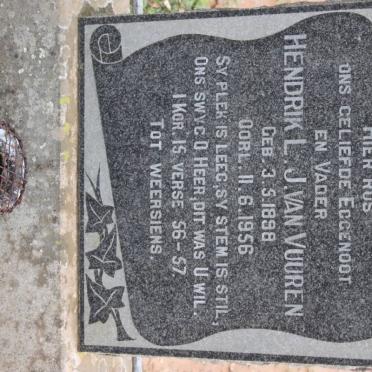 HIER RUS
ONS GELIEFDE EGGENOOT
EN VADER
HENDRIK L. J. VAN VUUREN
GEB. 3.5.1898
OORL. 11.6.1956
SY PLEK IS LEEG, SY STEM IS STIL,
ONS SWYG O HEER, DIT WAS U WIL.
1 KOR. 15 VERSE 56-57
TOT WEERSIENS.